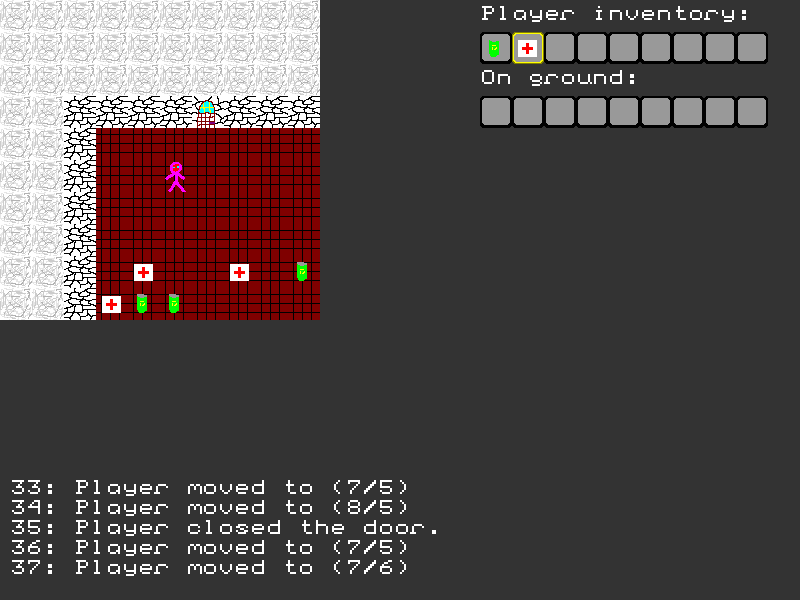 Player inventory:
On ground:
33: Player moved to (7/5)
34: Player moved to (8/5)
35: Player closed the door.
36: Player moved to (7/5)
37: Player moved to (7/6)